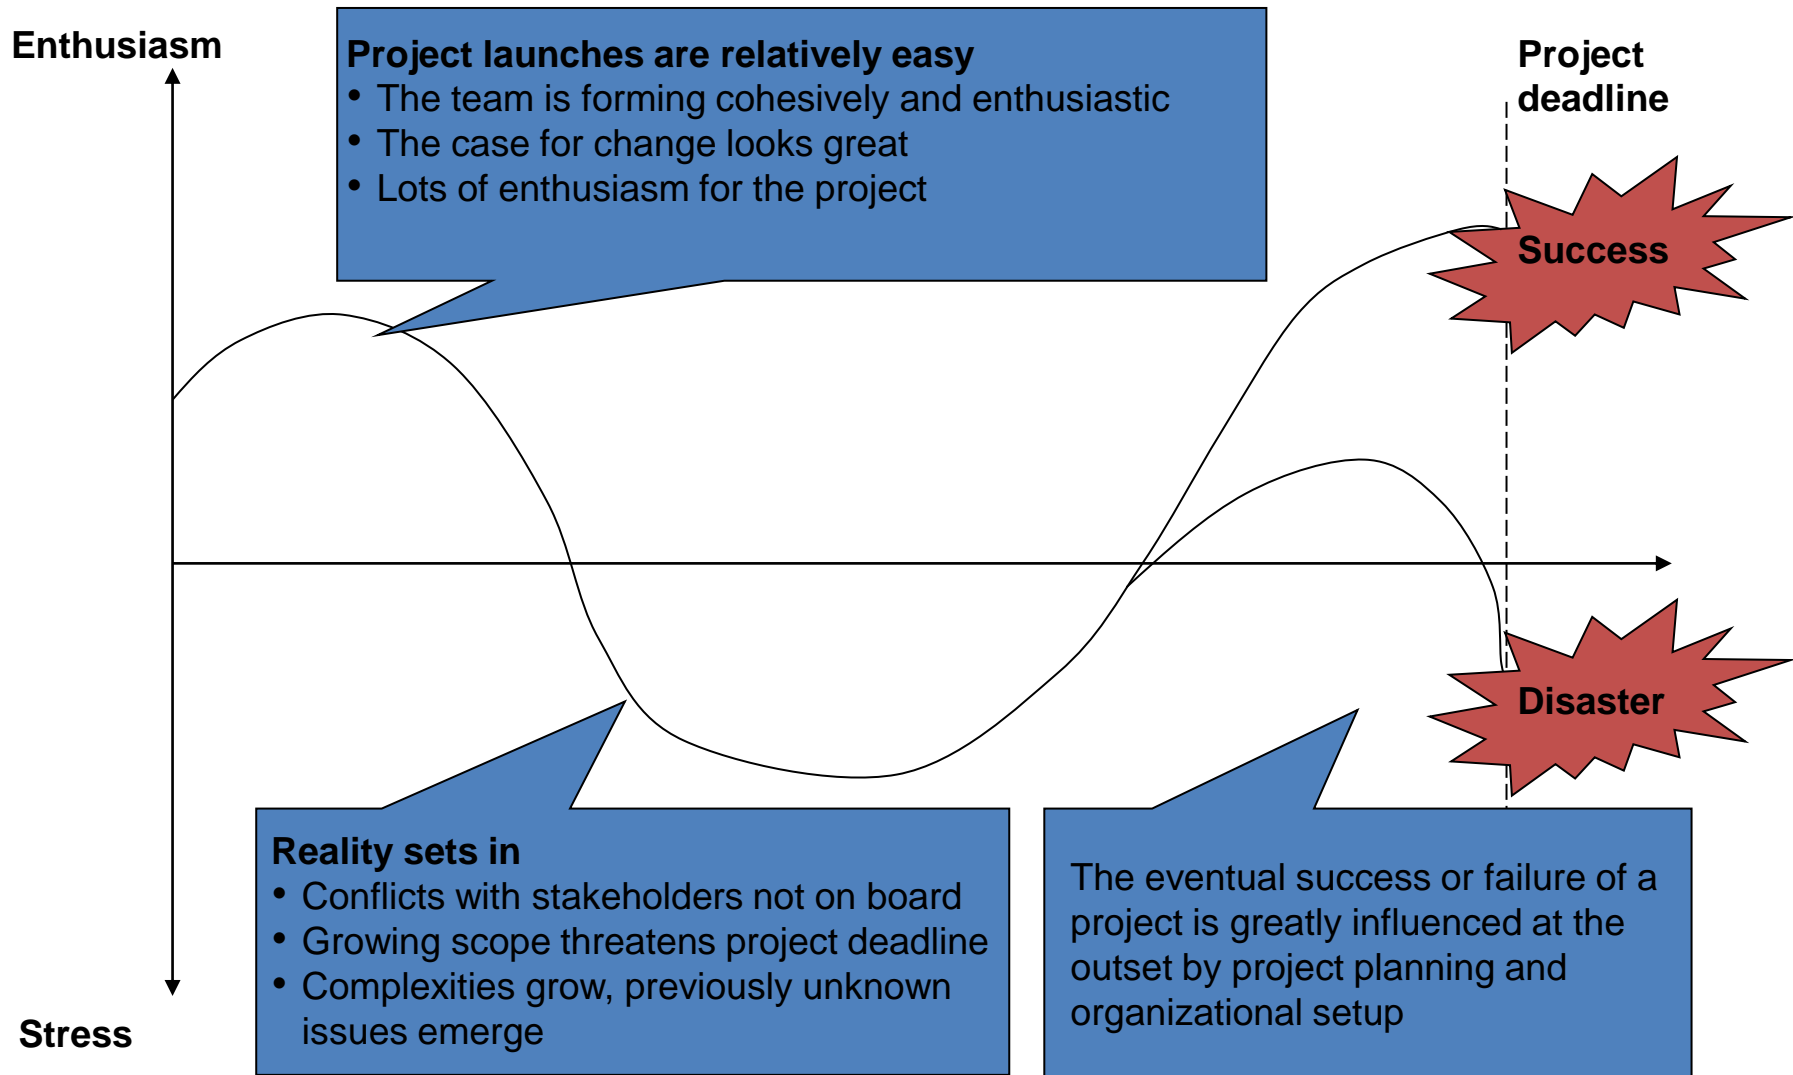 Enthusiasm
Project launches are relatively easy
• The team is forming cohesively and enthusiastic
• The case for change looks great
• Lots of enthusiasm for the project
Project
deadline
Success
Disaster
Reality sets in
• Conflicts with stakeholders not on board
• Growing scope threatens project deadline
• Complexities grow, previously unknown
issues emerge
The eventual success or failure of a
project is greatly influenced at the
outset by project planning and
organizational setup
Stress